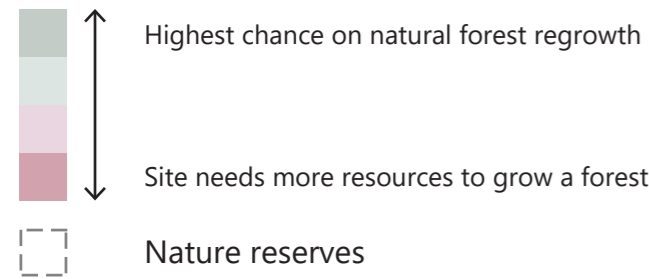 Highest chance on natural forest regrowth
Site needs more resources to grow a forest
Nature reserves